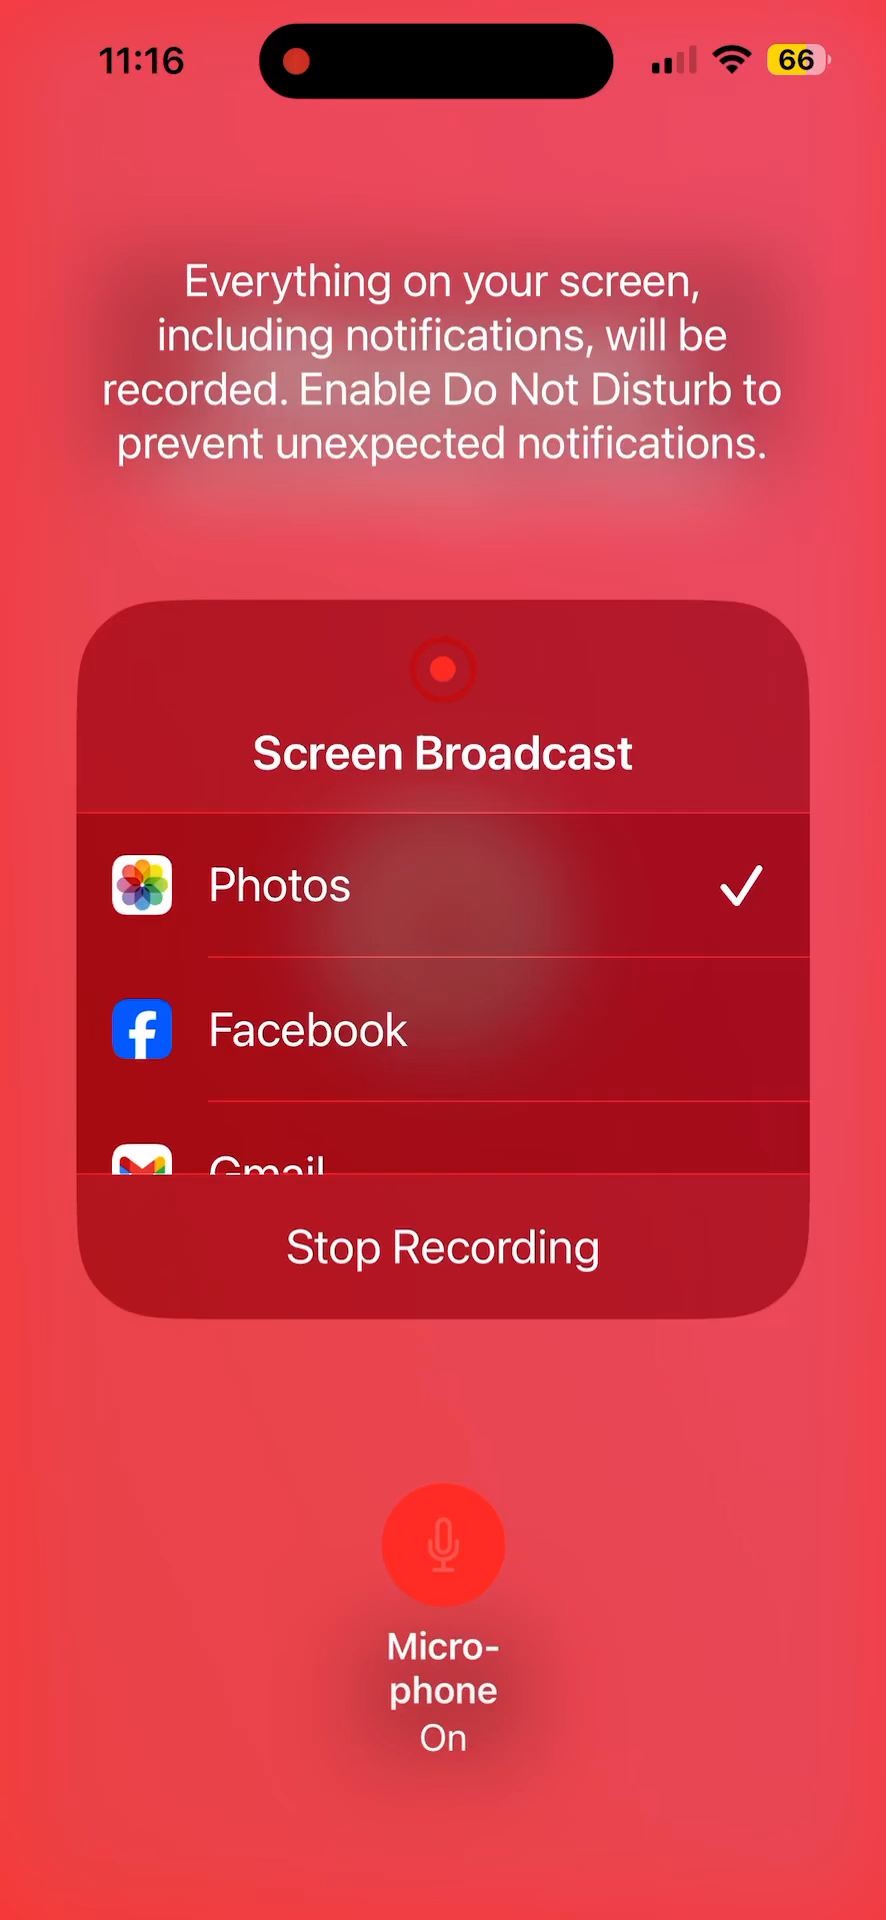 11:16
66
Everything on your screen,
including notifications, will be
recorded. Enable Do Not Disturb to
prevent unexpected notifications.
Screen Broadcast
Photos
Facebook
Gmail
Stop Recording
Micro-
phone
On